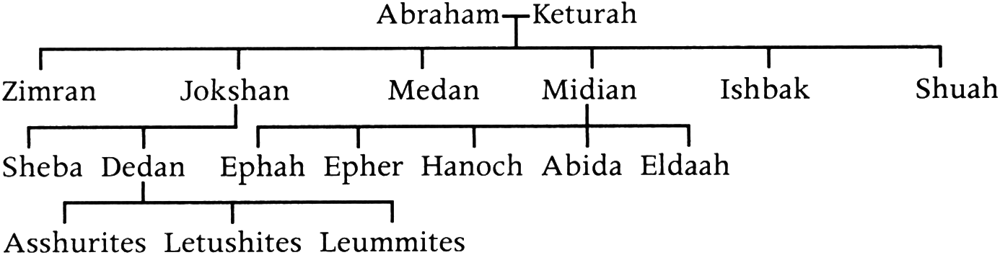 Abraham Keturah
Zimran Jokshan Medan Midian Ishbak Shuah
Sheba Dedan Ephah Epher Hanoch Abida Eldaah
Asshurites Letushites Leummites